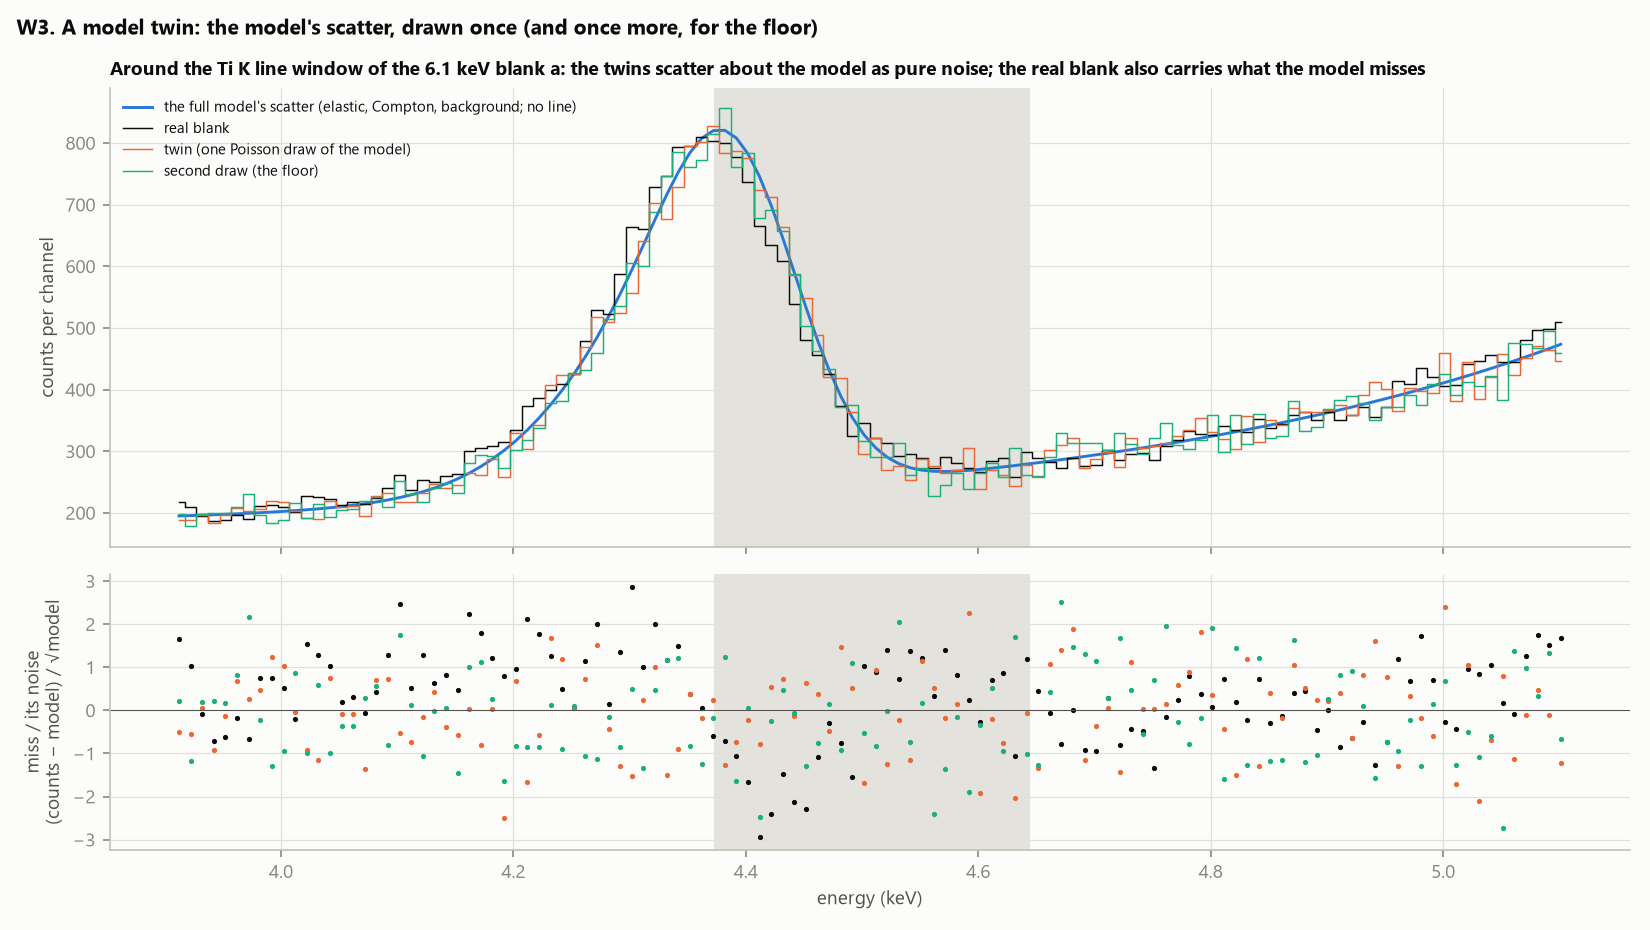 W3. A model twin: the model's scatter, drawn once (and once more, for the floor)
Around the Ti K line window of the 6.1 keV blank a: the twins scatter about the model as pure noise; the real blank also carries what the model misses
the full model's scatter (elastic, Compton, background; no line)
real blank
twin (one Poisson draw of the model)
second draw (the floor)
counts per channel
800
700
600
500
400
300
200
miss / its noise
(counts − model) / √model
3
2
1
0
−1
−2
−3
4.0
4.2
4.4
4.6
4.8
5.0
energy (keV)